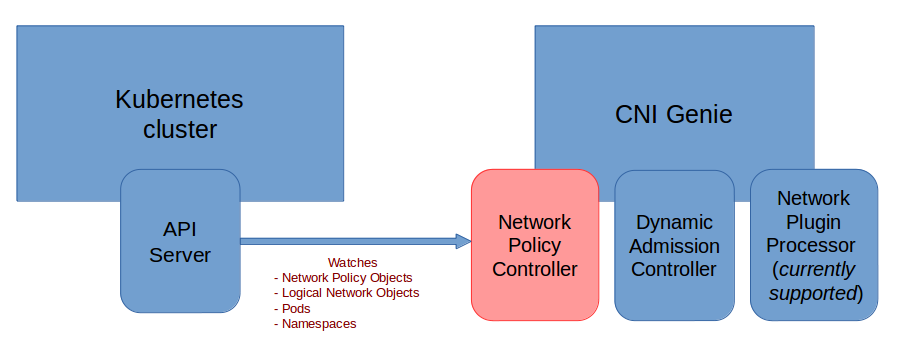 Kubernetes
cluster
CNI Genie
API
Server
Network
Policy
Controller
Dynamic
Admission
Controller
Network
Plugin
Processor
(currently
supported)
Watches
- Network Policy Objects
- Logical Network Objects
- Pods
- Namespaces